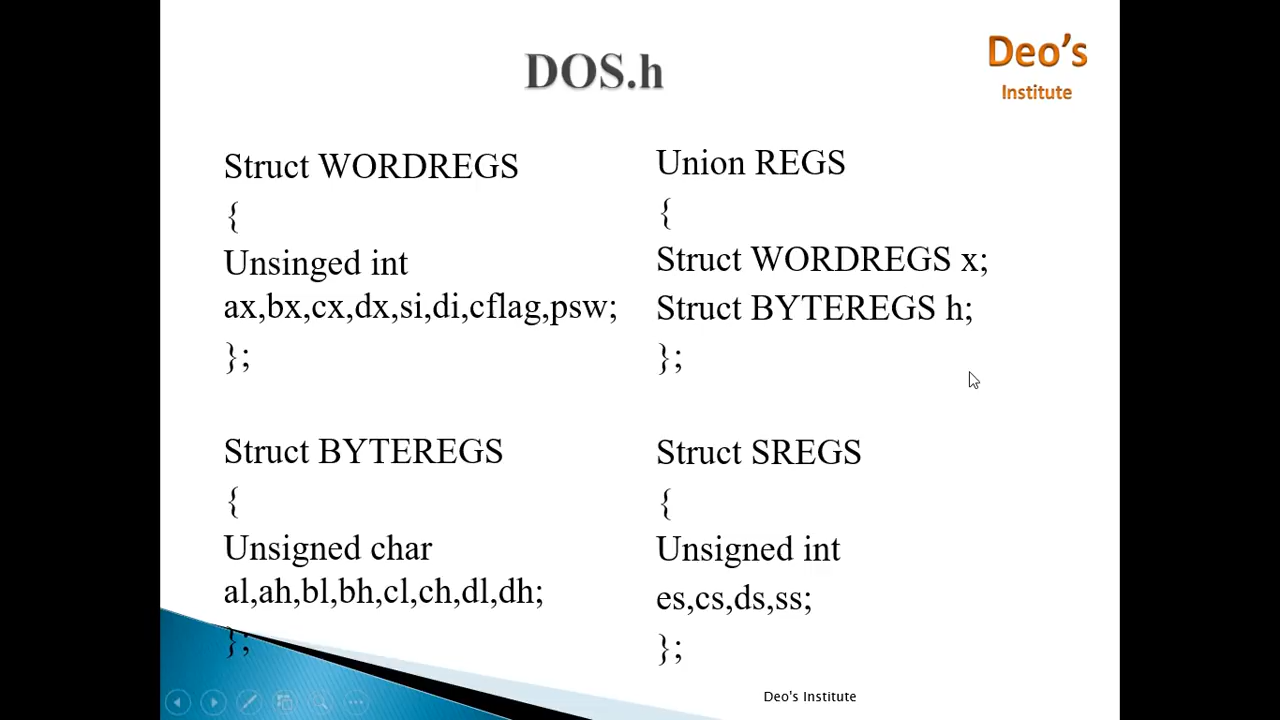 DOS.h
Deo's
Institute
Struct WORDREGS
{
Unsinged int
ax,bx,cx,dx,si,di,cflag,psw;
};
Struct BYTEREGS
{
Unsigned char
al,ah,bl,bh,cl,ch,dl,dh;
};
Union REGS
{
Struct WORDREGS x;
Struct BYTEREGS h;
};
Struct SREGS
{
Unsigned int
es,cs,ds,ss;
};
Deo's Institute